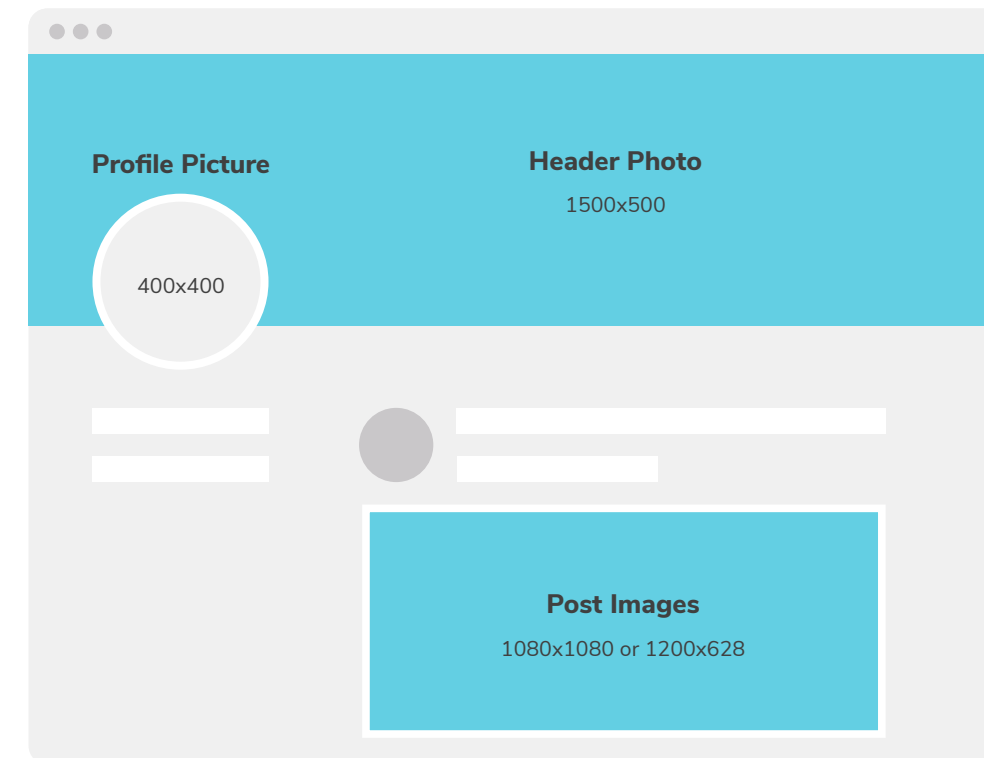 Profile Picture
400x400
Header Photo
1500x500
Post Images
1080x1080 or 1200x628